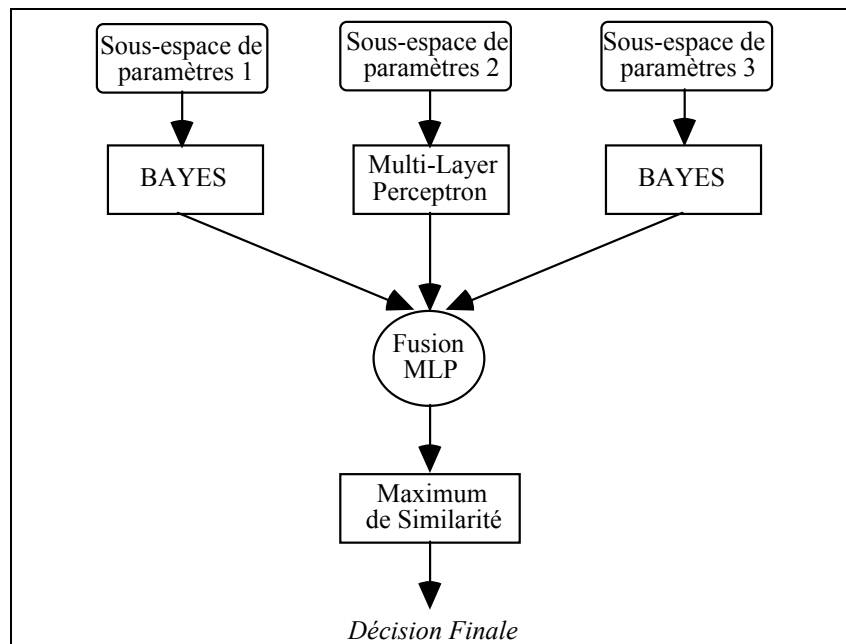 Sous-espace de
paramètres 1
Sous-espace de
paramètres 2
Sous-espace de
paramètres 3
BAYES
Multi-Layer
Perceptron
BAYES
Fusion
MLP
Maximum
de Similarité
Décision Finale